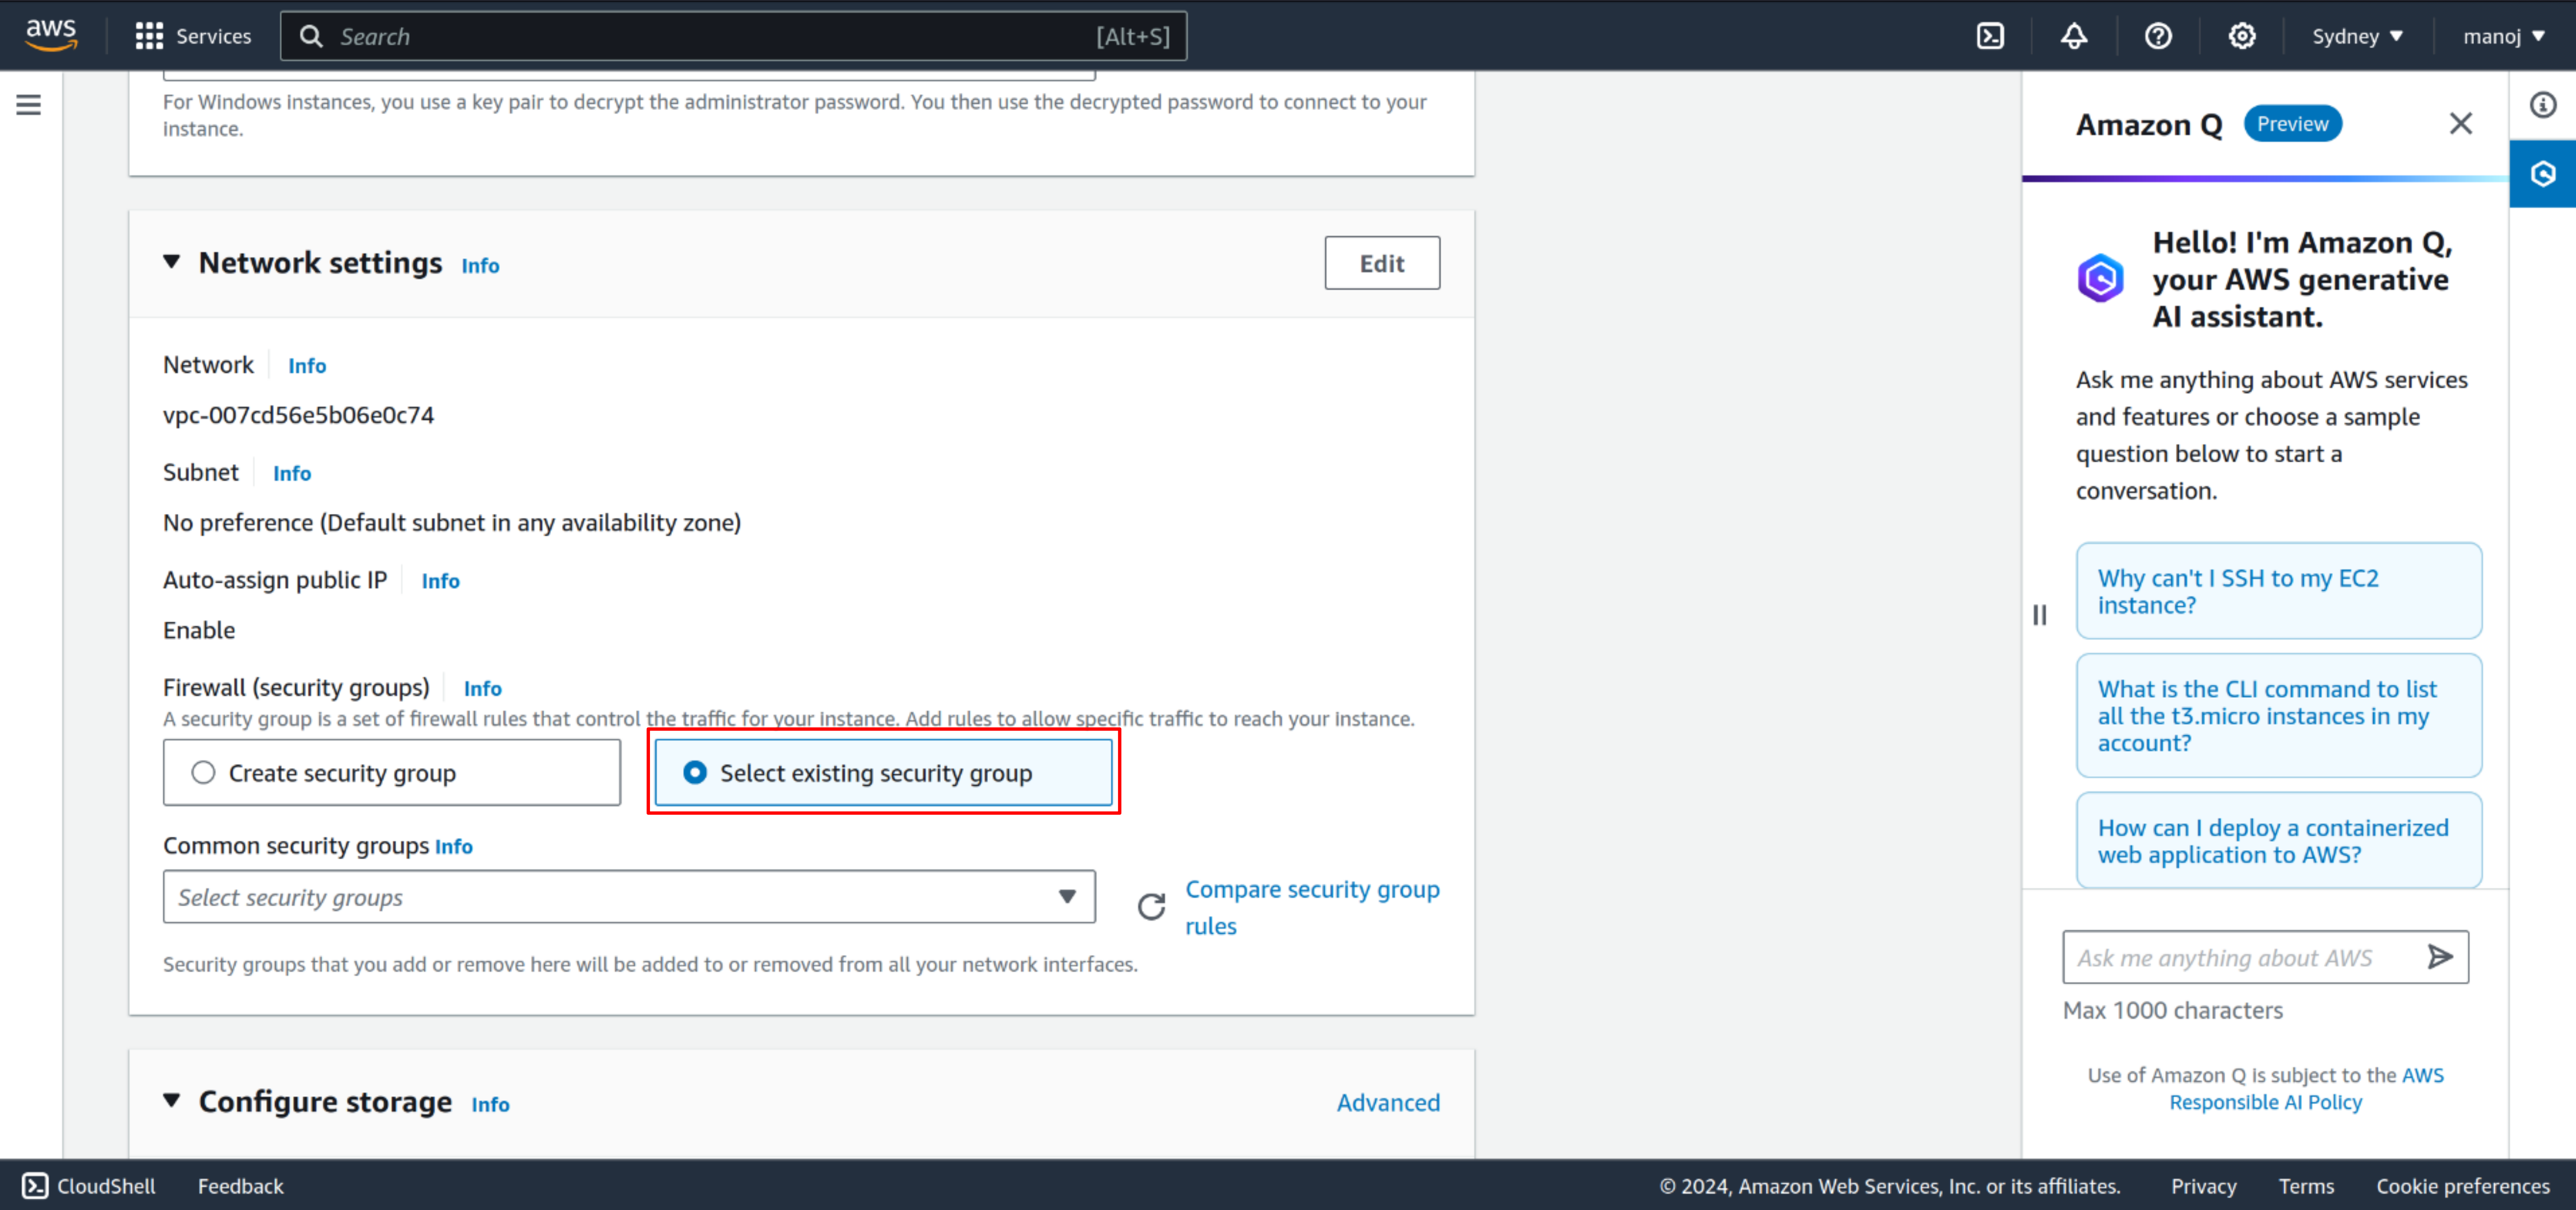 aws
Services
Search [Alt+S]
Sydney
manoj
For Windows instances, you use a key pair to decrypt the administrator password. You then use the decrypted password to connect to your
instance.
Network settings Info
Edit
Network Info
vpc-007cd56e5b06e0c74
Subnet Info
No preference (Default subnet in any availability zone)
Auto-assign public IP Info
Enable
Firewall (security groups) Info
A security group is a set of firewall rules that control the traffic for your instance. Add rules to allow specific traffic to reach your instance.
Create security group
Select existing security group
Common security groups Info
Select security groups
Compare security group
rules
Security groups that you add or remove here will be added to or removed from all your network interfaces.
Configure storage Info
Advanced
Amazon Q Preview
Hello! I'm Amazon Q,
your AWS generative
AI assistant.
Ask me anything about AWS services
and features or choose a sample
question below to start a
conversation.
Why can't I SSH to my EC2
instance?
What is the CLI command to list
all the t3.micro instances in my
account?
How can I deploy a containerized
web application to AWS?
Ask me anything about AWS
Max 1000 characters
Use of Amazon Q is subject to the AWS
Responsible AI Policy
CloudShell
Feedback
© 2024, Amazon Web Services, Inc. or its affiliates.
Privacy
Terms
Cookie preferences